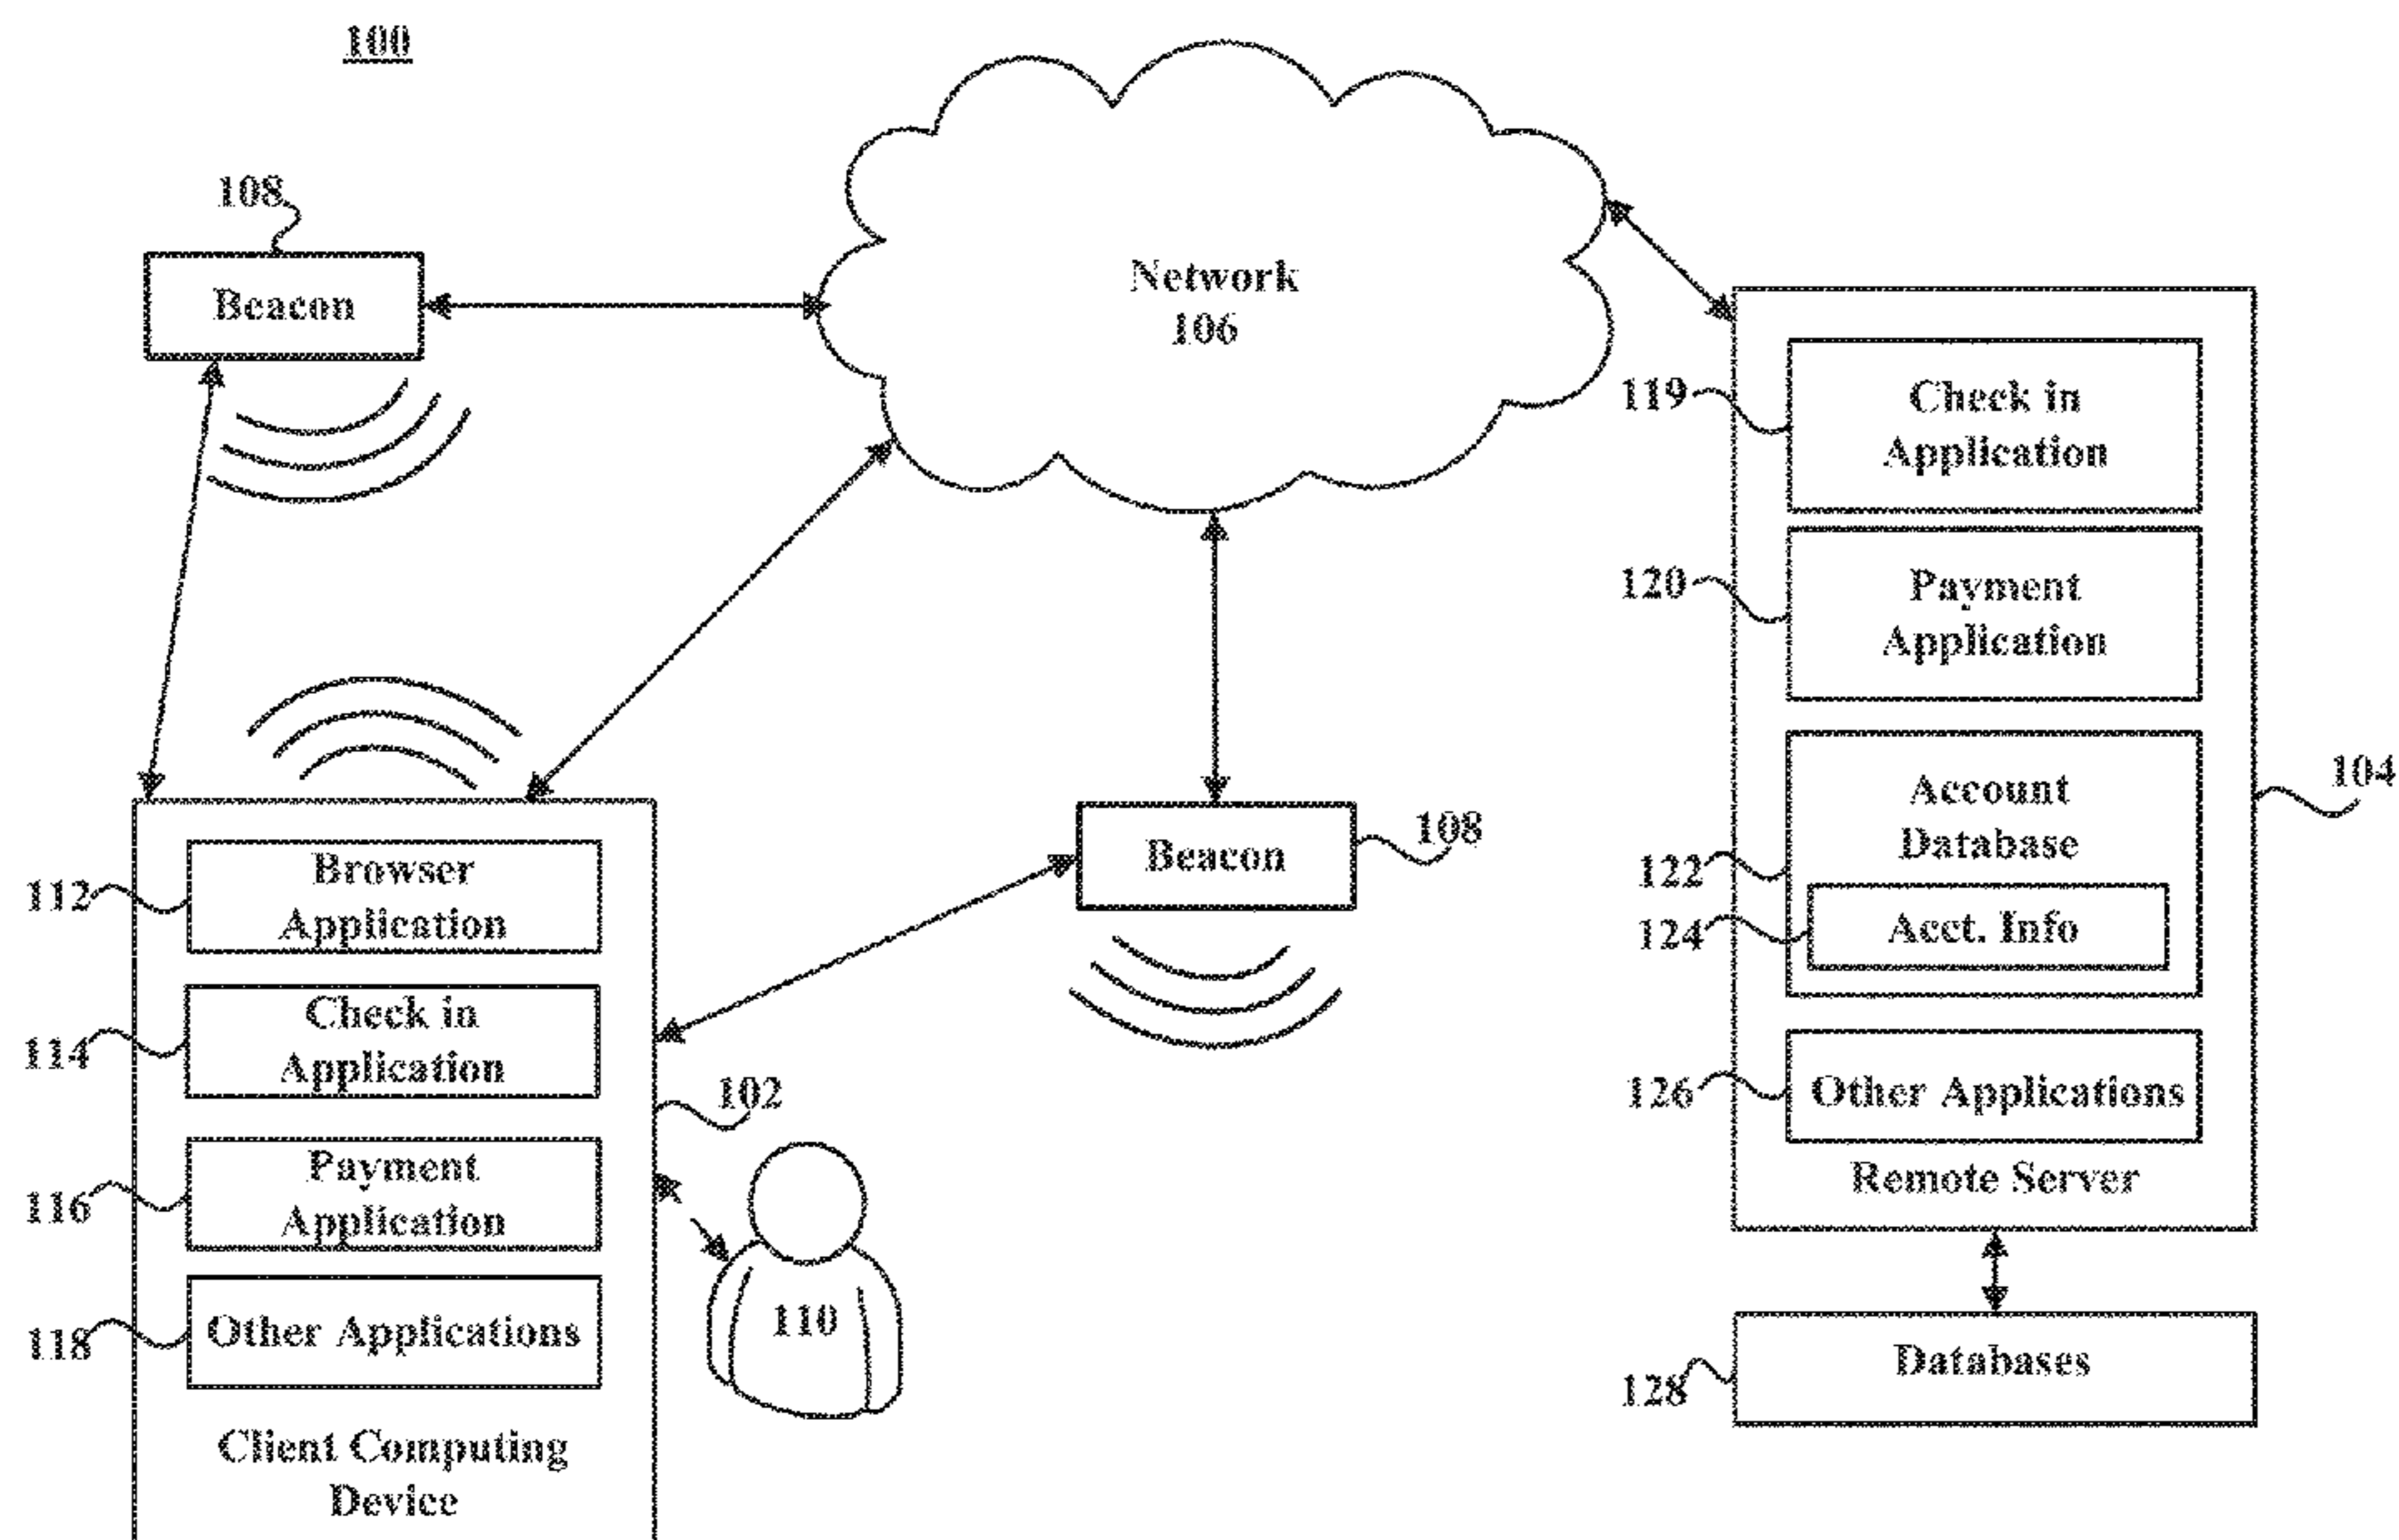 100
108
Beacon
Network
106
119
Check in
Application
120
Payment
Application
Account
Database
122
104
124
Acct. Info
126
Other Applications
Remote Server
128
Databases
Beacon
108
112
Browser
Application
114
Check in
Application
102
116
Payment
Application
110
118
Other Applications
Client Computing
Device